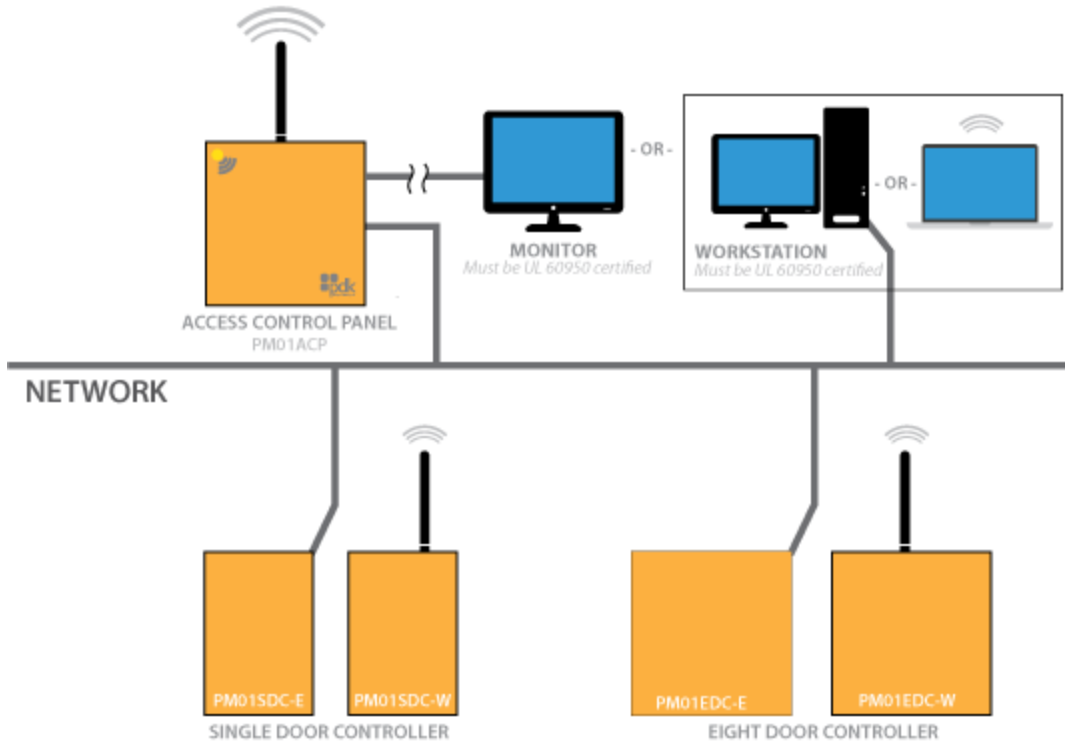 - OR -
- OR -
MONITOR
Must be UL 60950 certified
WORKSTATION
Must be UL 60950 certified
pdk
ACCESS CONTROL PANEL
PM01ACP
NETWORK
PM01SDC-E
PM01SDC-W
PM01EDC-E
PM01EDC-W
SINGLE DOOR CONTROLLER
EIGHT DOOR CONTROLLER